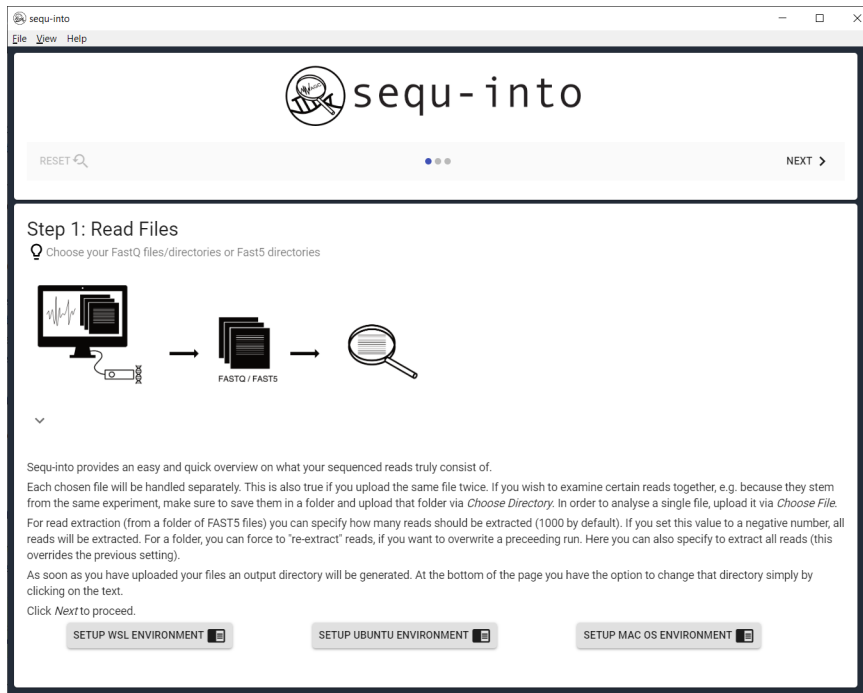 sequ-into
File View Help
sequ-into
RESET
NEXT
Step 1: Read Files
Choose your FastQ files/directories or Fast5 directories
FASTQ / FAST5
Sequ-into provides an easy and quick overview on what your sequenced reads truly consist of.
Each chosen file will be handled separately. This is also true if you upload the same file twice. If you wish to examine certain reads together, e.g. because they stem
from the same experiment, make sure to save them in a folder and upload that folder via Choose Directory. In order to analyse a single file, upload it via Choose File.
For read extraction (from a folder of FAST5 files) you can specify how many reads should be extracted (1000 by default). If you set this value to a negative number, all
reads will be extracted. For a folder, you can force to "re-extract" reads, if you want to overwrite a preceeding run. Here you can also specify to extract all reads (this
overrides the previous setting).
As soon as you have uploaded your files an output directory will be generated. At the bottom of the page you have the option to change that directory simply by
clicking on the text.
Click Next to proceed.
SETUP WSL ENVIRONMENT
SETUP UBUNTU ENVIRONMENT
SETUP MAC OS ENVIRONMENT